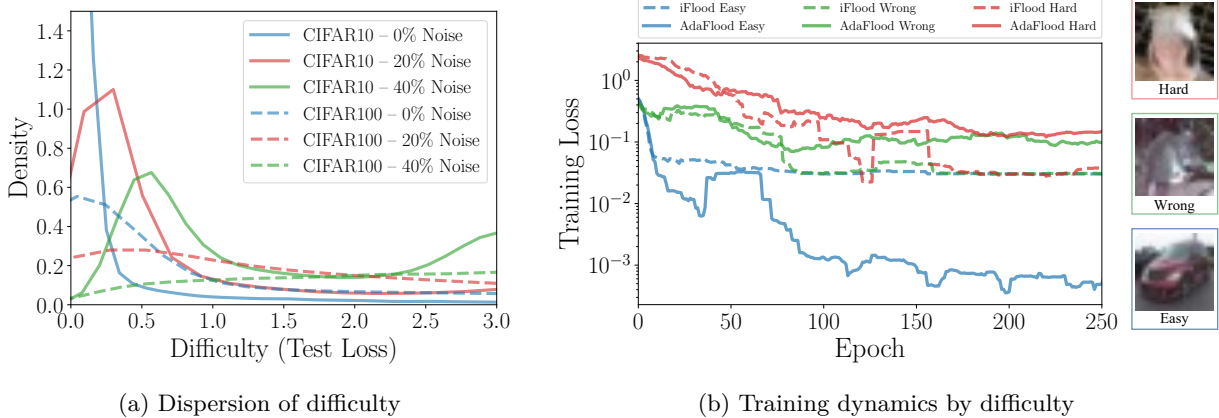 1.4
1.2
1.0
0.8
0.6
0.4
0.2
0.0
Density
CIFAR10 – 0% Noise
CIFAR10 – 20% Noise
CIFAR10 – 40% Noise
CIFAR100 – 0% Noise
CIFAR100 – 20% Noise
CIFAR100 – 40% Noise
0.0 0.5 1.0 1.5 2.0 2.5 3.0
Difficulty (Test Loss)
(a) Dispersion of difficulty
iFlood Easy iFlood Wrong iFlood Hard
AdaFlood Easy AdaFlood Wrong AdaFlood Hard
10⁰
10⁻¹
10⁻²
10⁻³
Training Loss
0 50 100 150 200 250
Epoch
Hard
Wrong
Easy
(b) Training dynamics by difficulty